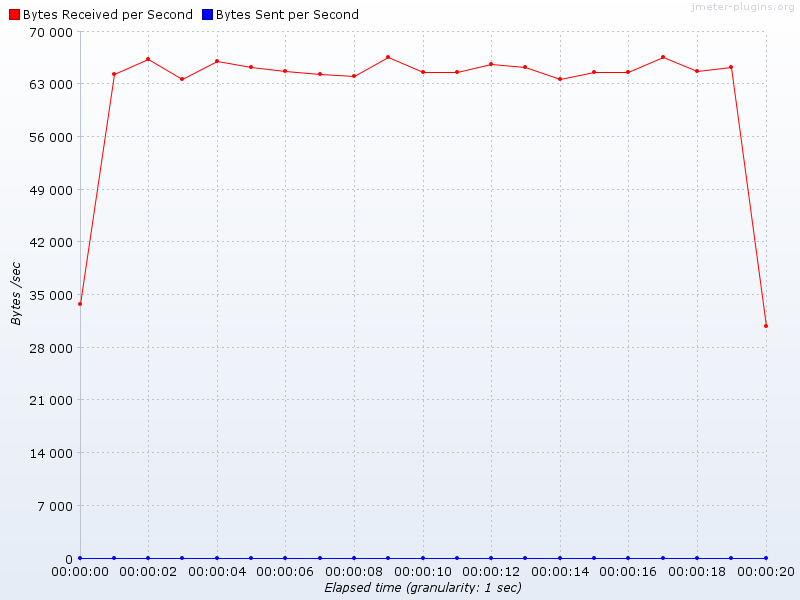 Bytes Received per Second Bytes Sent per Second
jmeter-plugins.org
70 000
63 000
56 000
49 000
42 000
35 000
28 000
21 000
14 000
7 000
0
Bytes /sec
00:00:00 00:00:02 00:00:04 00:00:06 00:00:08 00:00:10 00:00:12 00:00:14 00:00:16 00:00:18 00:00:20
Elapsed time (granularity: 1 sec)